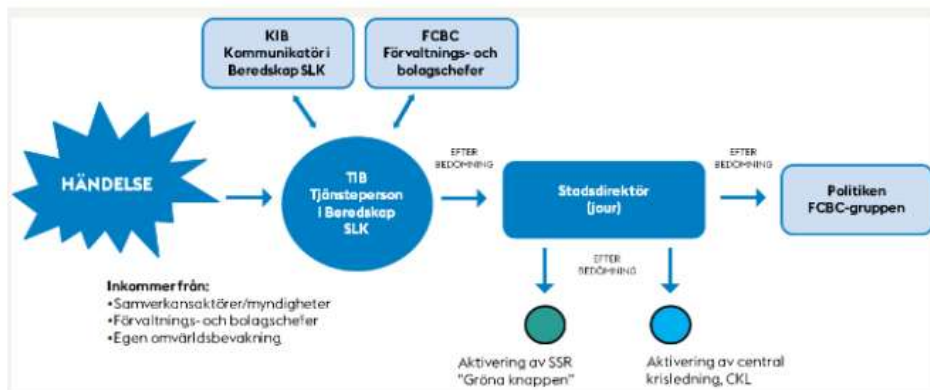 KIB
Kommunikatör i
Beredskap SLK
FCBC
Förvaltnings- och
bolagschefer
HÄNDELSE
TIB
Tjänsteperson
i Beredskap
SLK
EFTER
BEDÖMNING
Stadsdirektör
(jour)
EFTER
BEDÖMNING
Politiken
FCBC-gruppen
EFTER
BEDÖMNING
Inkommer från:
•Samverkansaktörer/myndigheter
•Förvaltnings- och bolagschefer
•Egen omvärldsbevakning
Aktivering av SSR
"Gröna knappen"
Aktivering av central
krisledning, CKL